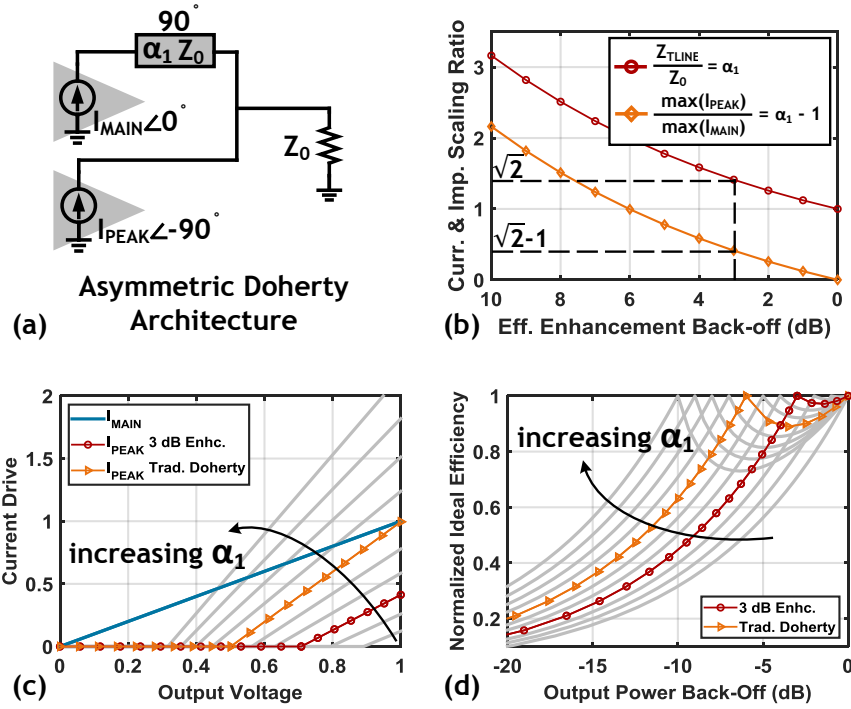 90°
α1 Z0
IMAIN∠0°
Z0
IPEAK∠-90°
Asymmetric Doherty
Architecture
(a)
Curr. & Imp. Scaling Ratio
4
3
2
1
0
ZTLINE
Z0
= α1
max(IPEAK)
max(IMAIN)
= α1 - 1
√2
√2-1
10 8 6 4 2 0
Eff. Enhancement Back-off (dB)
(b)
Current Drive
2
1.5
1
0.5
0
IMAIN
IPEAK 3 dB Enhc.
IPEAK Trad. Doherty
increasing α1
0 0.2 0.4 0.6 0.8 1
Output Voltage
(c)
Normalized Ideal Efficiency
1
0.8
0.6
0.4
0.2
increasing α1
3 dB Enhc.
Trad. Doherty
-20 -15 -10 -5 0
Output Power Back-Off (dB)
(d)